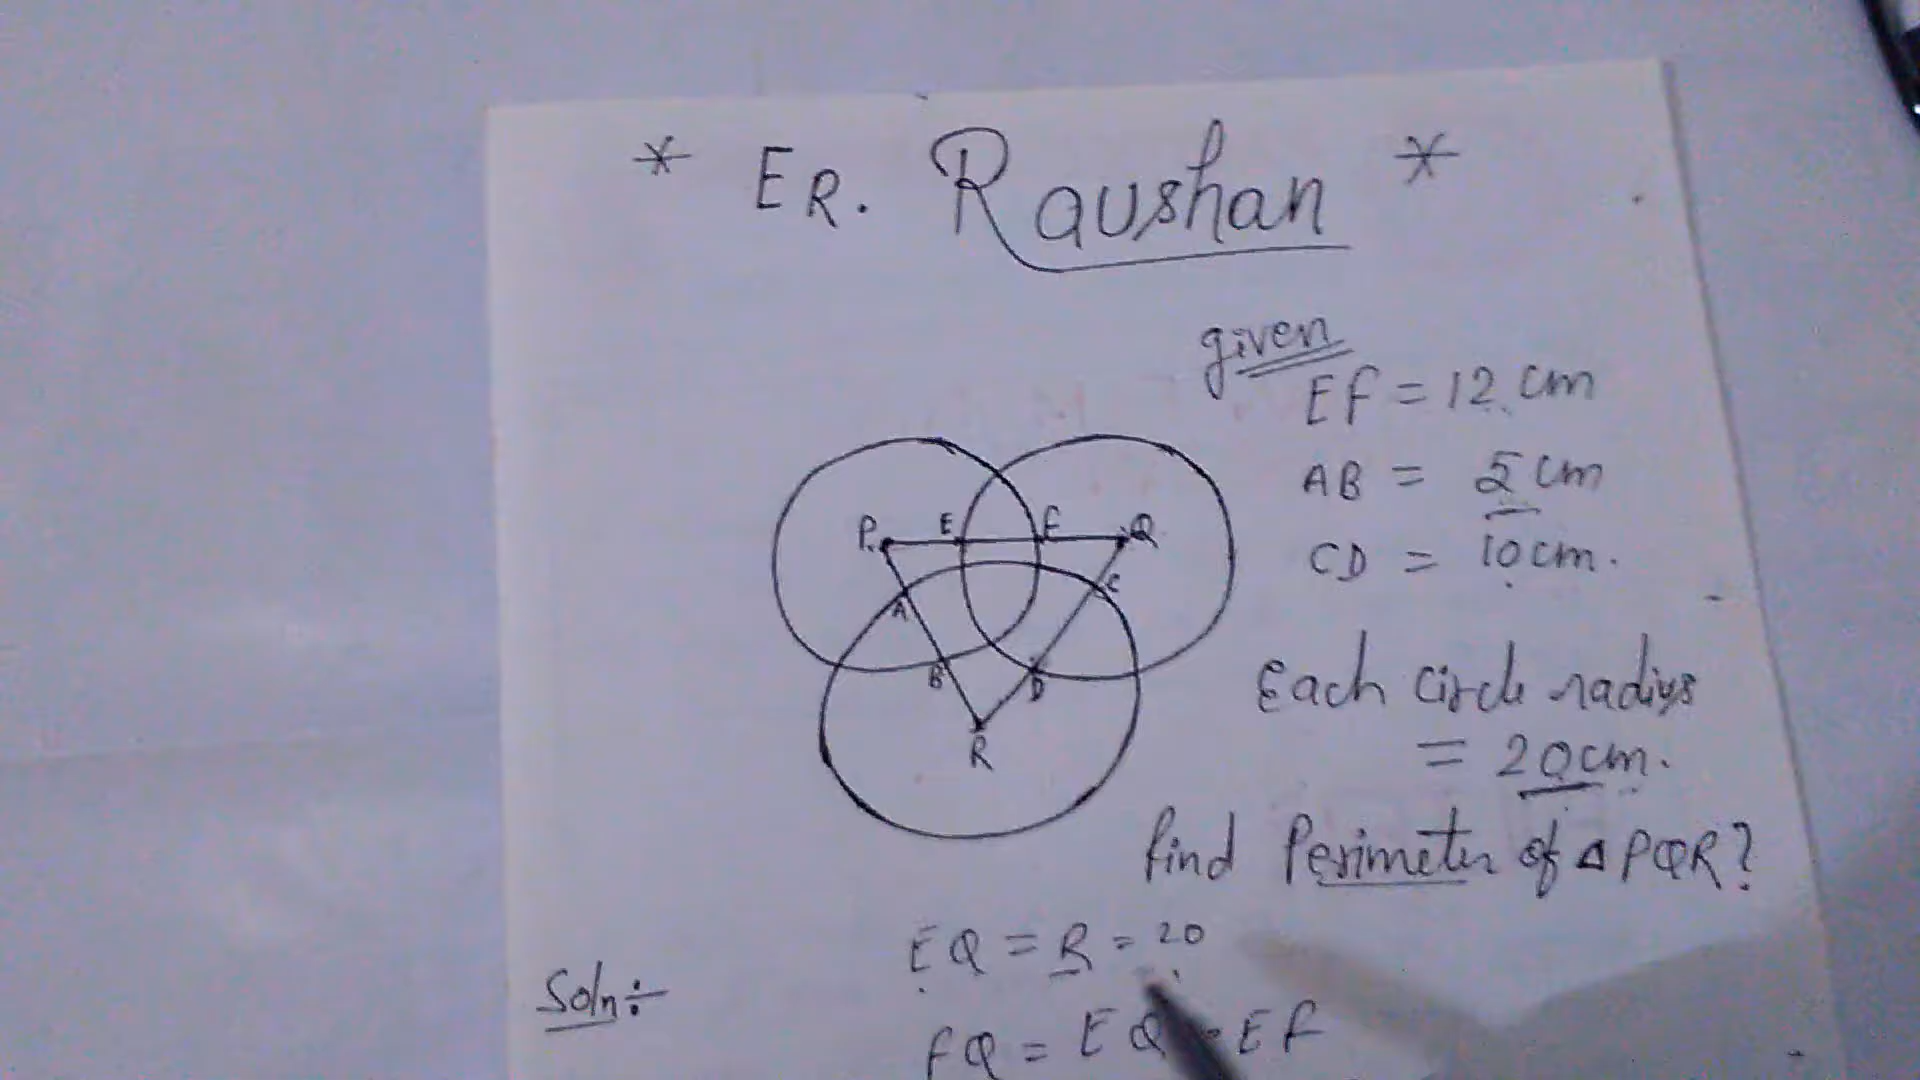 * ER. Raushan *
given
EF = 12 cm
AB = 5 cm
CD = 10 cm.
P. E F Q
A C
B D
R
Each circle radius
= 20 cm.
find Perimeter of △PQR?
EQ = R = 20
Soln:-
FQ = EQ - EF